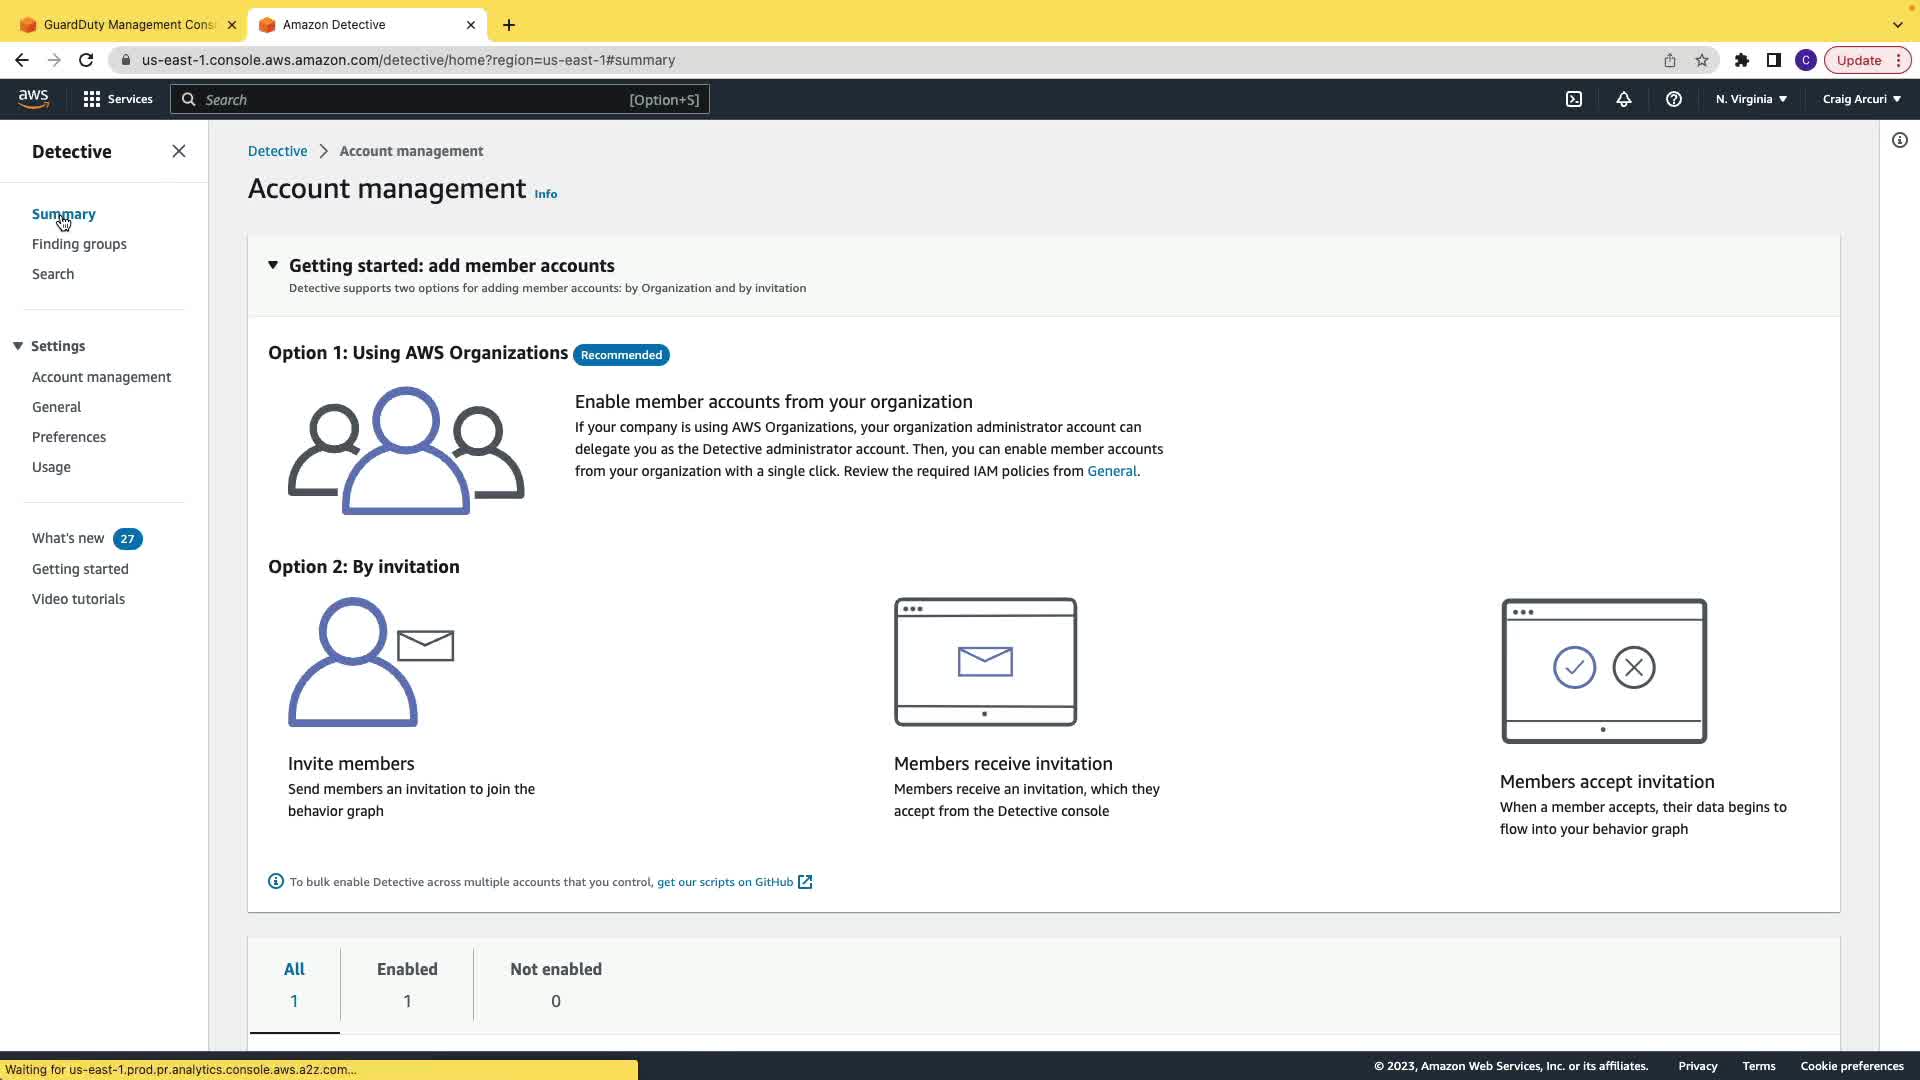 GuardDuty Management Cons
Amazon Detective
us-east-1.console.aws.amazon.com/detective/home?region=us-east-1#summary
C
Update
aws
Services
Search
[Option+S]
N. Virginia
Craig Arcuri
Detective
Summary
Finding groups
Search
Settings
Account management
General
Preferences
Usage
What's new 27
Getting started
Video tutorials
Detective
Account management
Account management Info
Getting started: add member accounts
Detective supports two options for adding member accounts: by Organization and by invitation
Option 1: Using AWS Organizations Recommended
Enable member accounts from your organization
If your company is using AWS Organizations, your organization administrator account can
delegate you as the Detective administrator account. Then, you can enable member accounts
from your organization with a single click. Review the required IAM policies from General.
Option 2: By invitation
Invite members
Send members an invitation to join the
behavior graph
Members receive invitation
Members receive an invitation, which they
accept from the Detective console
Members accept invitation
When a member accepts, their data begins to
flow into your behavior graph
To bulk enable Detective across multiple accounts that you control, get our scripts on GitHub
All
1
Enabled
1
Not enabled
0
Waiting for us-east-1.prod.pr.analytics.console.aws.a2z.com...
© 2023, Amazon Web Services, Inc. or its affiliates.
Privacy
Terms
Cookie preferences